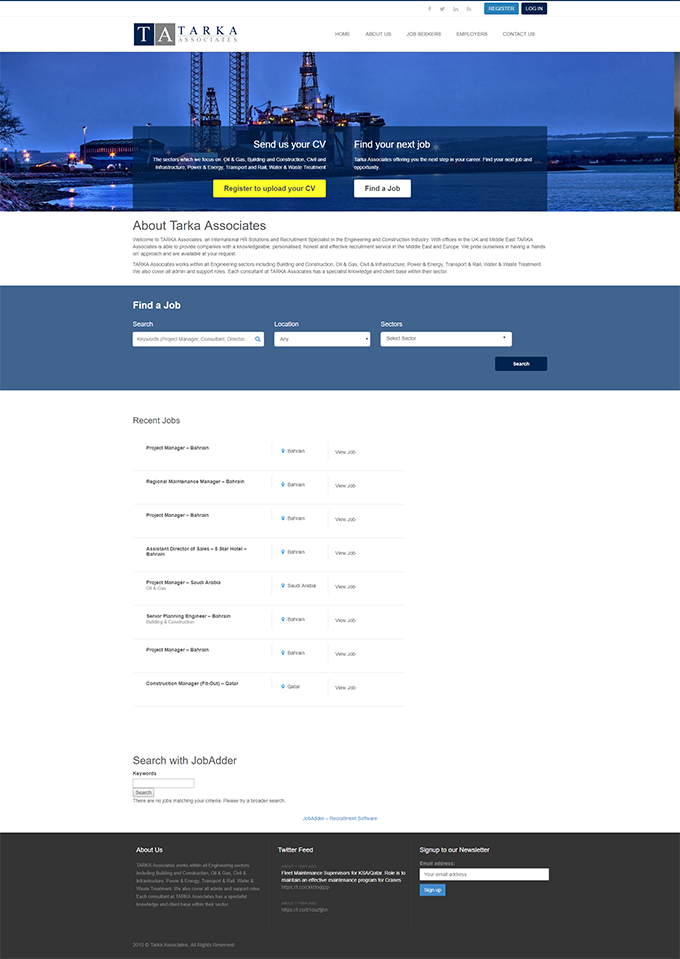 REGISTER LOG IN
TA TARKA
ASSOCIATES
HOME ABOUT US JOB SEEKERS EMPLOYERS CONTACT US
Send us your CV
The sectors which we focus on: Oil & Gas, Building and Construction, Civil and
Infrastructure, Power & Energy, Transport and Rail, Water & Waste Treatment
Register to upload your CV
Find your next job
Tarka Associates offering you the next step in your career. Find your next job and
opportunity.
Find a Job
About Tarka Associates
Welcome to TARKA Associates, an International HR Solutions and Recruitment Specialist in the Engineering and Construction Industry. With offices in the UK and Middle East TARKA
Associates is able to provide companies with a knowledgeable, personalised, honest and effective recruitment service in the Middle East and Europe. We pride ourselves in having a 'hands
on' approach and are available at your request.
TARKA Associates works within all Engineering sectors including Building and Construction, Oil & Gas, Civil & Infrastructure, Power & Energy, Transport & Rail, Water & Waste Treatment.
We also cover all admin and support roles. Each consultant at TARKA Associates has a specialist knowledge and client base within their sector.
Find a Job
Search Location Sectors
Keywords (Project Manager, Consultant, Director... Any Select Sector
Search
Recent Jobs
Project Manager – Bahrain Bahrain View Job
Regional Maintenance Manager – Bahrain Bahrain View Job
Project Manager – Bahrain Bahrain View Job
Assistant Director of Sales – 5 Star Hotel –
Bahrain Bahrain View Job
Project Manager – Saudi Arabia Saudi Arabia View Job
Oil & Gas
Senior Planning Engineer – Bahrain Bahrain View Job
Building & Construction
Project Manager – Bahrain Bahrain View Job
Construction Manager (Fit-Out) – Qatar Qatar View Job
Search with JobAdder
Keywords
Search
There are no jobs matching your criteria. Please try a broader search.
JobAdder – Recruitment Software
About Us
TARKA Associates works within all Engineering sectors
including Building and Construction, Oil & Gas, Civil &
Infrastructure, Power & Energy, Transport & Rail, Water &
Waste Treatment. We also cover all admin and support roles.
Each consultant at TARKA Associates has a specialist
knowledge and client base within their sector.
Twitter Feed
ABOUT 1 YEAR AGO
Fleet Maintenance Supervisors for KSA/Qatar. Role is to
maintain an effective maintenance program for Cranes
ABOUT 1 YEAR AGO
Signup to our Newsletter
Email address:
Your email address
Sign up
© Tarka Associates, All Rights Reserved